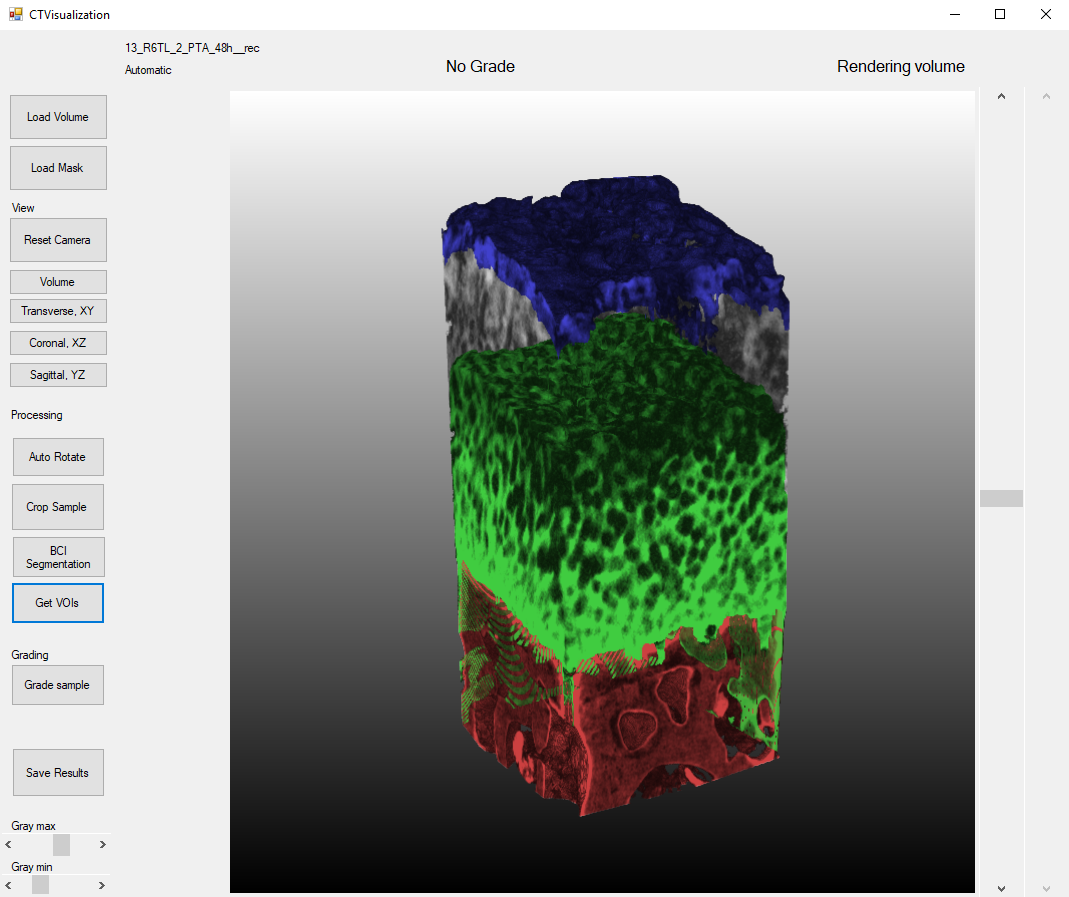 CTVisualization
13_R6TL_2_PTA_48h__rec
Automatic
No Grade
Rendering volume
Load Volume
Load Mask
View
Reset Camera
Volume
Transverse, XY
Coronal, XZ
Sagittal, YZ
Processing
Auto Rotate
Crop Sample
BCI
Segmentation
Get VOIs
Grading
Grade sample
Save Results
Gray max
Gray min